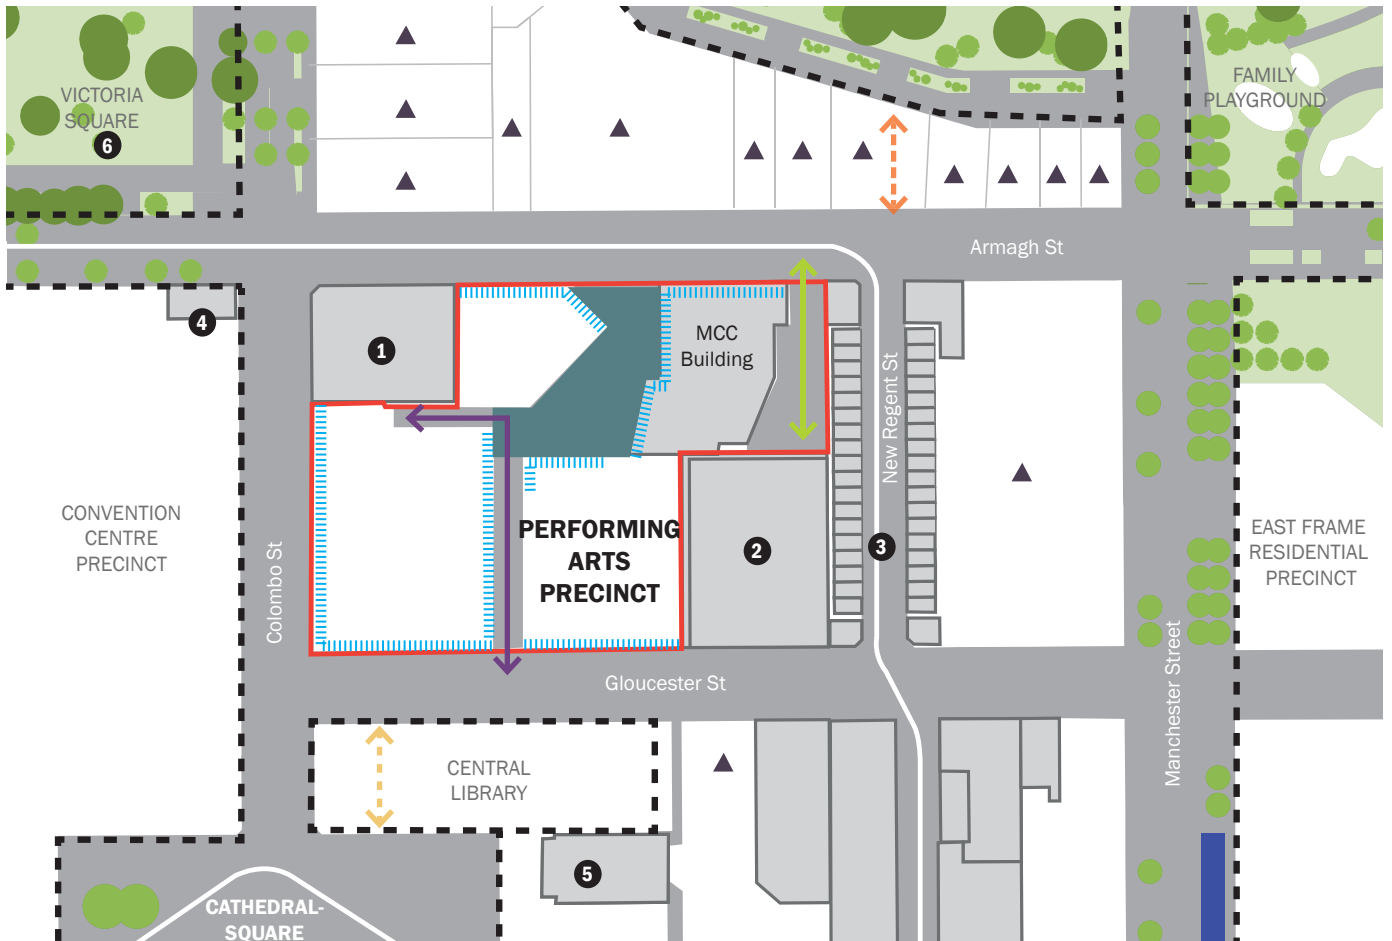 VICTORIA
SQUARE
6
FAMILY
PLAYGROUND
Armagh St
4
1
MCC
Building
New Regent St
CONVENTION
CENTRE
PRECINCT
Colombo St
PERFORMING
ARTS
PRECINCT
2
3
EAST FRAME
RESIDENTIAL
PRECINCT
Gloucester St
Manchester Street
CENTRAL
LIBRARY
5
CATHEDRAL-
SQUARE